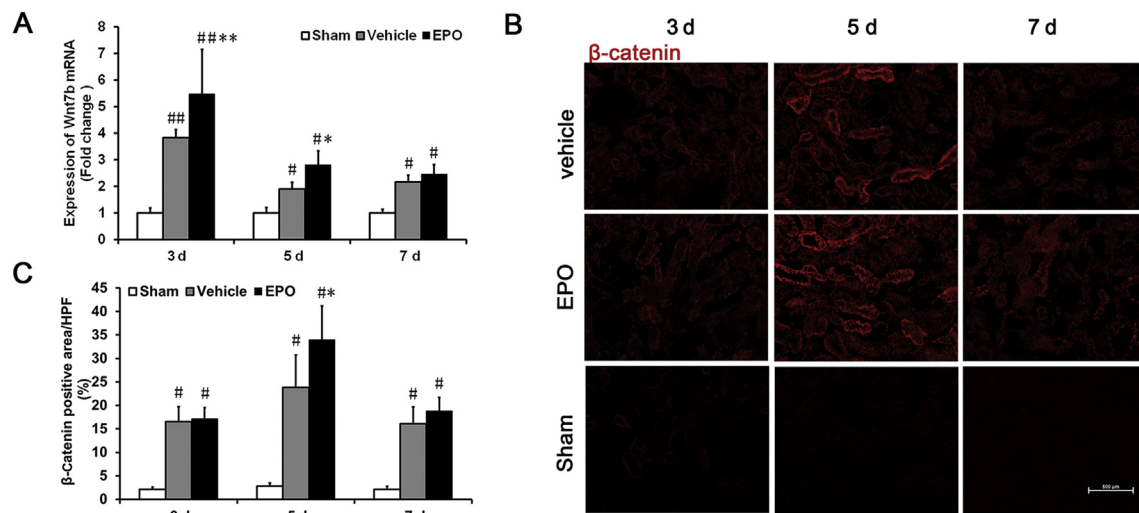 A
Expression of Wnt7b mRNA
(Fold change )
8
7
6
5
4
3
2
1
0
Sham Vehicle EPO
##
##**
#
#*
#
#
3 d
5 d
7 d
C
β-Catenin positive area/HPF
(%)
45
40
35
30
25
20
15
10
5
0
Sham Vehicle EPO
#
#
#
#*
#
#
B
3 d
5 d
7 d
β-catenin
vehicle
EPO
Sham
500 μm